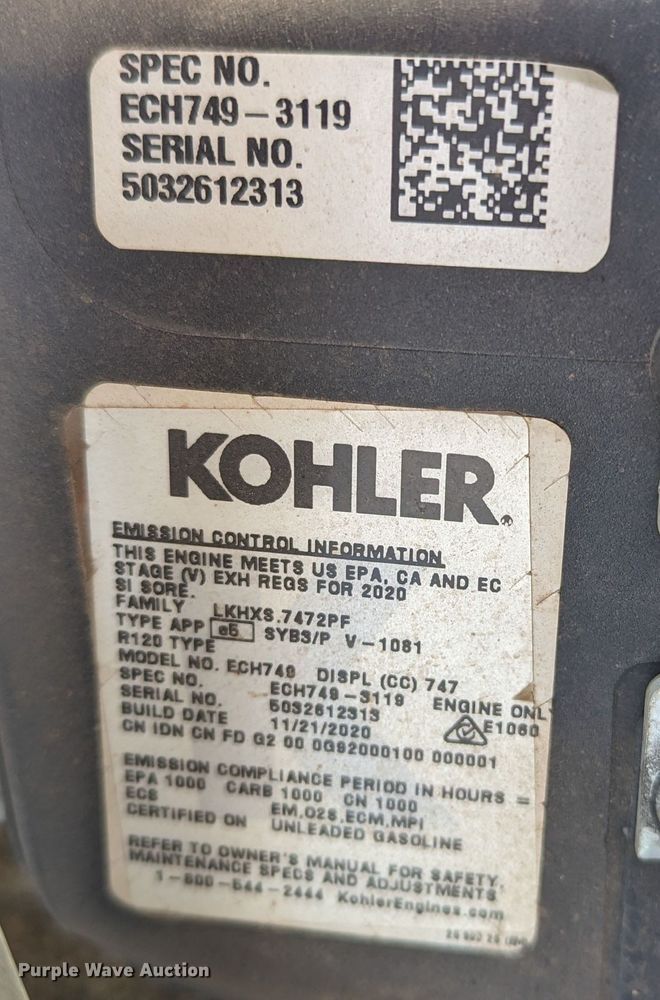 SPEC NO.
ECH749-3119
SERIAL NO.
5032612313
KOHLER.
EMISSION CONTROL INFORMATION
THIS ENGINE MEETS US EPA, CA AND EC
STAGE (V) EXH REGS FOR 2020
SI SORE.
FAMILY LKHXS.7472PF
TYPE APP e5 SYBS/P V-1081
R120 TYPE
MODEL NO. ECH749 DISPL (CC) 747
SPEC NO. ECH749-3119 ENGINE ONLY
SERIAL NO. 5032612313 E1060
BUILD DATE 11/21/2020
CN IDN CN FD G2 00 0G92000100 000001
EMISSION COMPLIANCE PERIOD IN HOURS =
EPA 1000 CARB 1000 CN 1000
ECS EM.O2S.ECM.MPI
CERTIFIED ON UNLEADED GASOLINE
REFER TO OWNER'S MANUAL FOR SAFETY,
MAINTENANCE SPECS AND ADJUSTMENTS
1-800-544-2444 KohlerEngines.com
Purple Wave Auction